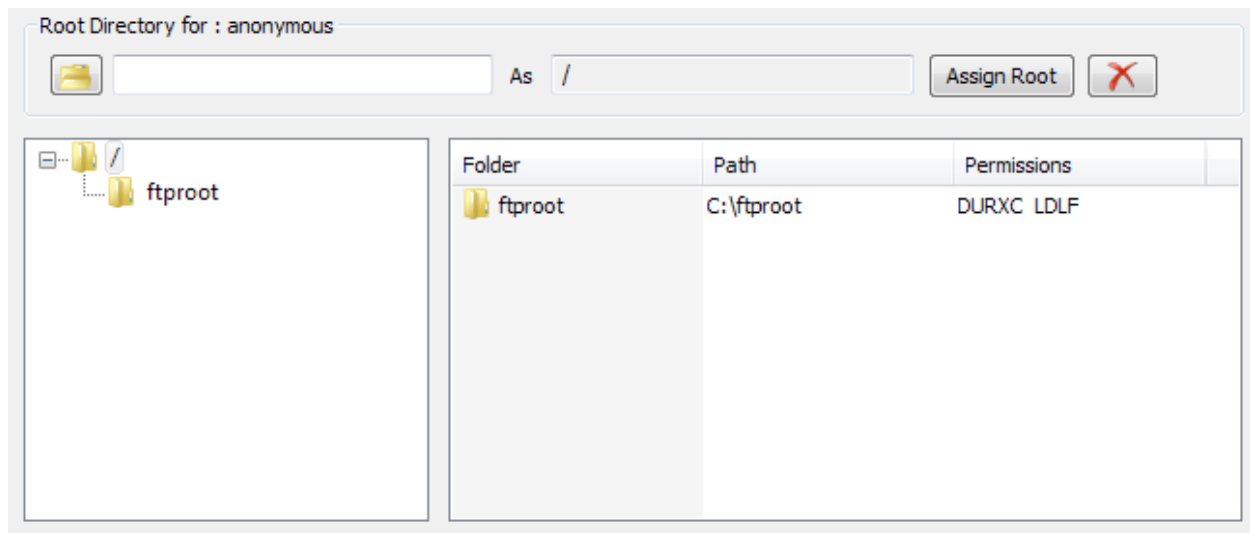 Root Directory for : anonymous
As / Assign Root
/
ftproot
Folder Path Permissions
ftproot C:\ftproot DURXC LDLF